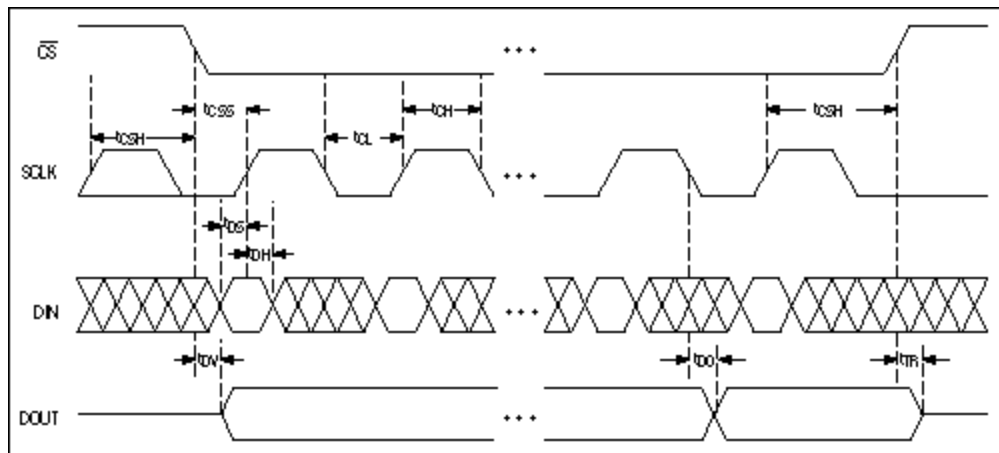 CS
tCSS
tCH
tCSH
tCSH
tCL
SCLK
tDS
tDH
DIN
tDV
tDO
tTR
DOUT